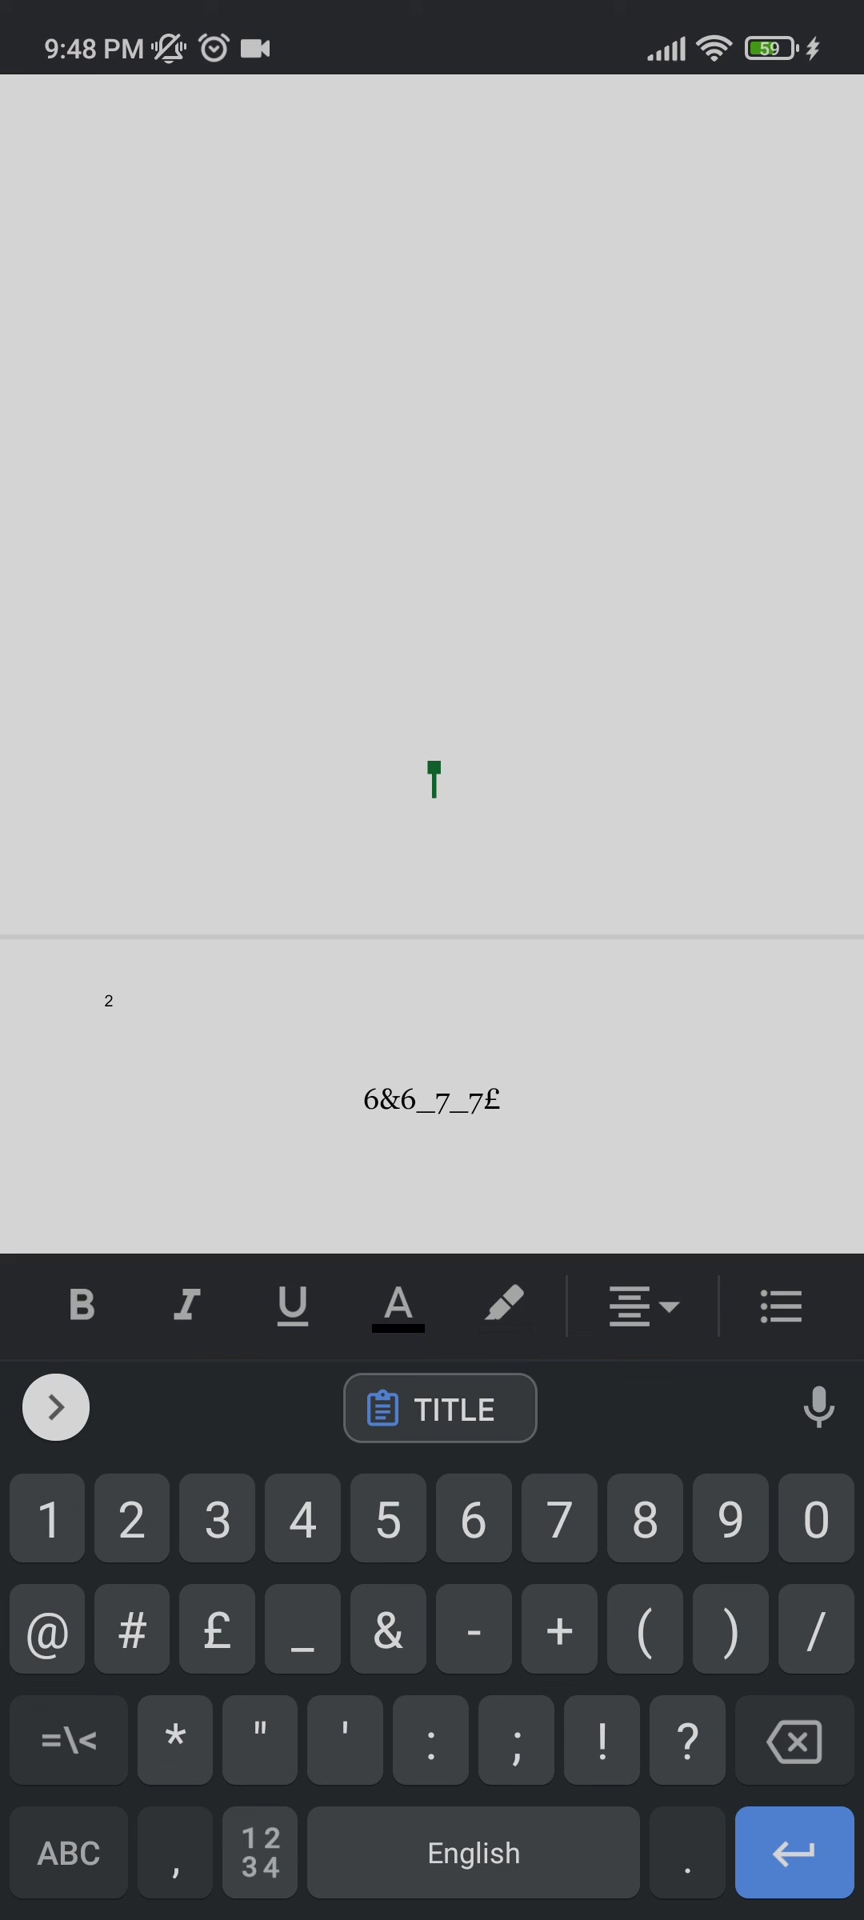 9:48 PM 59
2
6&6_7_7£
B I U A
TITLE
1 2 3 4 5 6 7 8 9 0
@ # £ _ & - + ( ) /
=\< * " ' : ; ! ?
ABC , 12 34 English .